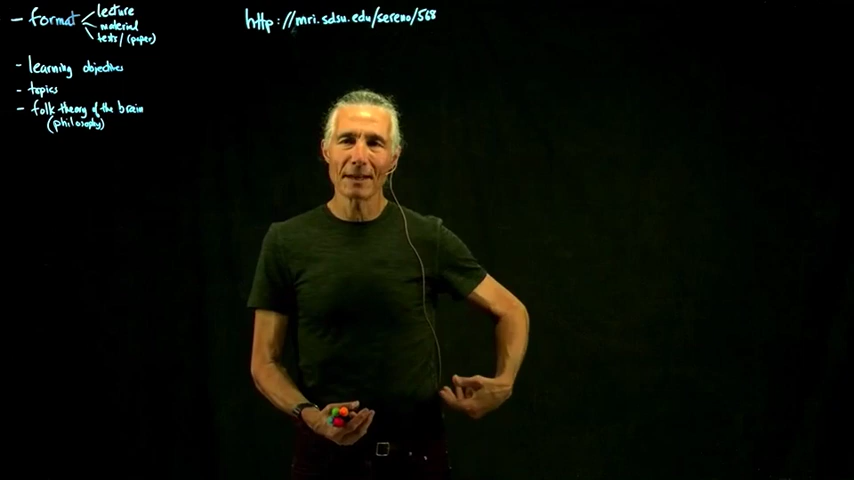 - format
lecture
material
tests/(paper)
- learning objectives
- topics
- folk theory of the brain
(philosophy)
http://mri.sdsu.edu/sereno/568